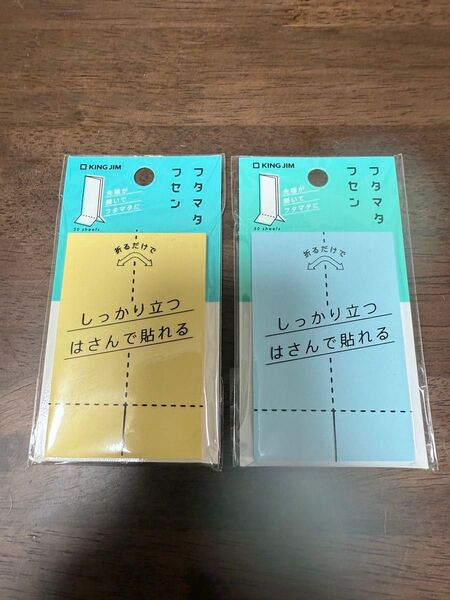 KING JIM
フタマタ
フセン
先端が
開いて
フタマタに
50 sheets
折るだけで
しっかり立つ
はさんで貼れる
KING JIM
フタマタ
フセン
先端が
開いて
フタマタに
50 sheets
折るだけで
しっかり立つ
はさんで貼れる